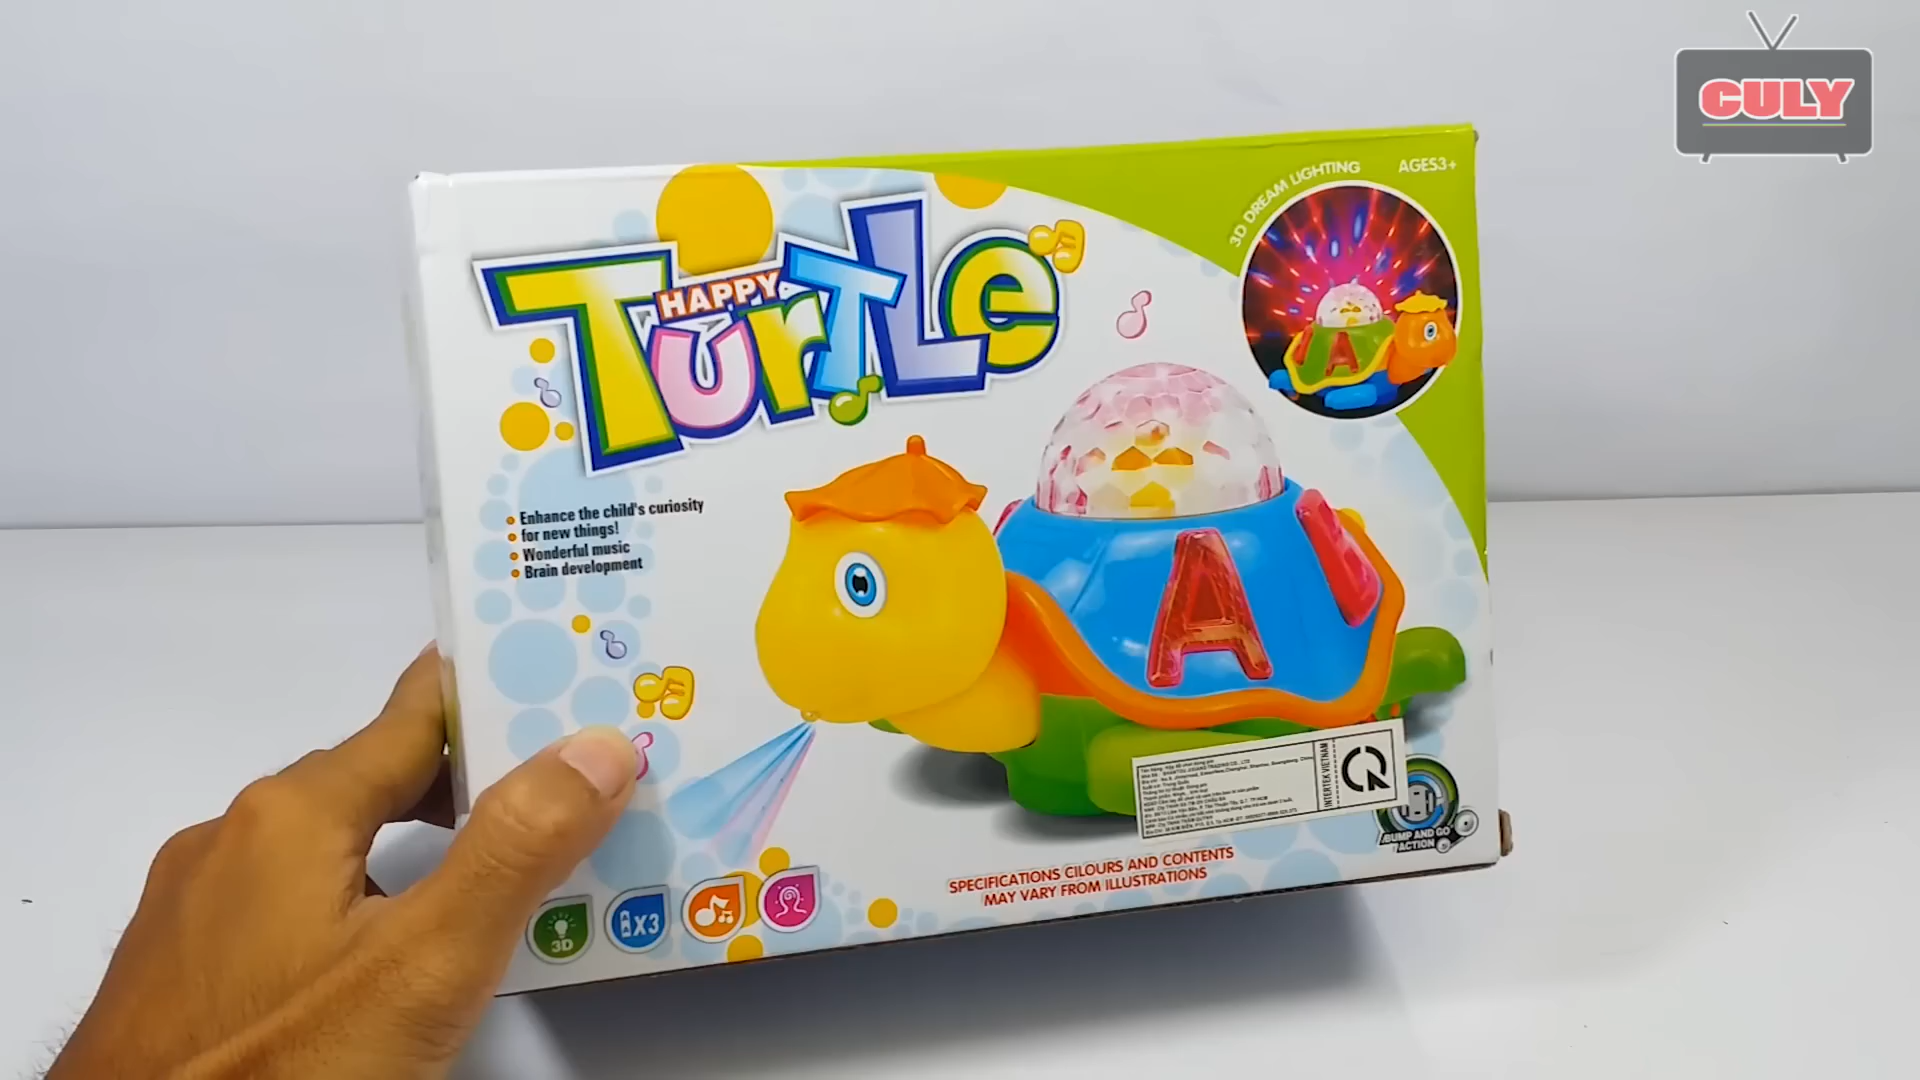 CULY
3D DREAM LIGHTING
AGES3+
HAPPY
TurTLe
Enhance the child's curiosity
for new things!
Wonderful music
Brain development
A
A
INTERTEK VIETNAM
BUMP AND GO
ACTION
SPECIFICATIONS CILOURS AND CONTENTS
MAY VARY FROM ILLUSTRATIONS
3D
X3